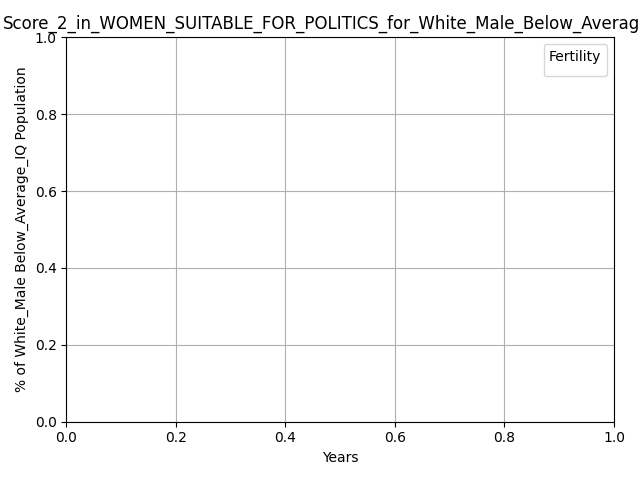 Score_2_in_WOMEN_SUITABLE_FOR_POLITICS_for_White_Male_Below_Averag
Fertility
% of White_Male Below_Average_IQ Population
1.0
0.8
0.6
0.4
0.2
0.0
0.0 0.2 0.4 0.6 0.8 1.0
Years